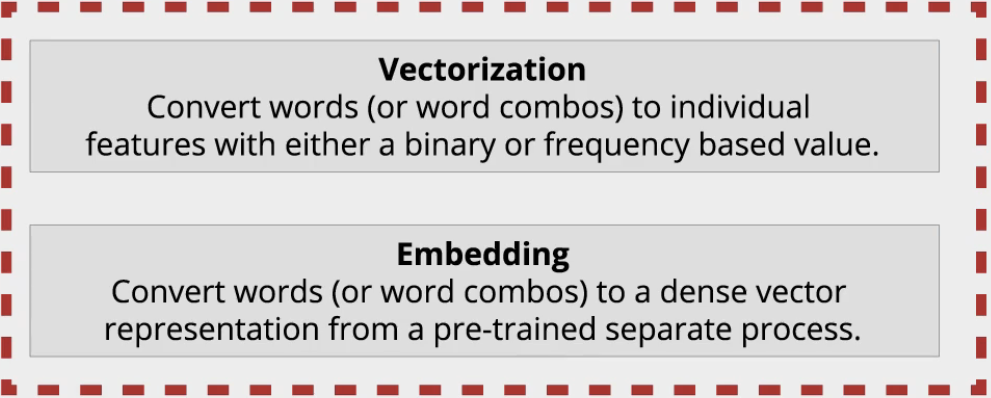 Vectorization
Convert words (or word combos) to individual
features with either a binary or frequency based value.
Embedding
Convert words (or word combos) to a dense vector
representation from a pre-trained separate process.